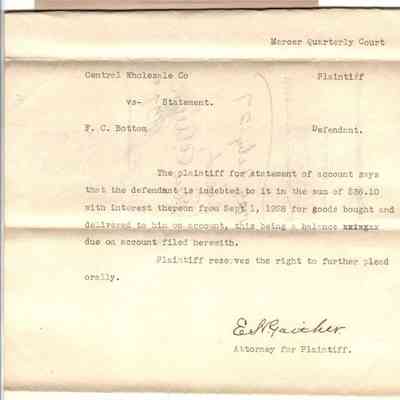 Mercer Quarterly Court
Central Wholesale Co Plaintiff
vs- Statement.
F. C. Bottom Defendant.
The plaintiff for statement of account says
that the defendant is indebted to it in the sum of $36.10
with interest thereon from Sept 1, 1928 for goods bought and
delivered to him on account, this being a balance
due on account filed herewith.
Plaintiff reserves the right to further plead
orally.
Attorney for Plaintiff.